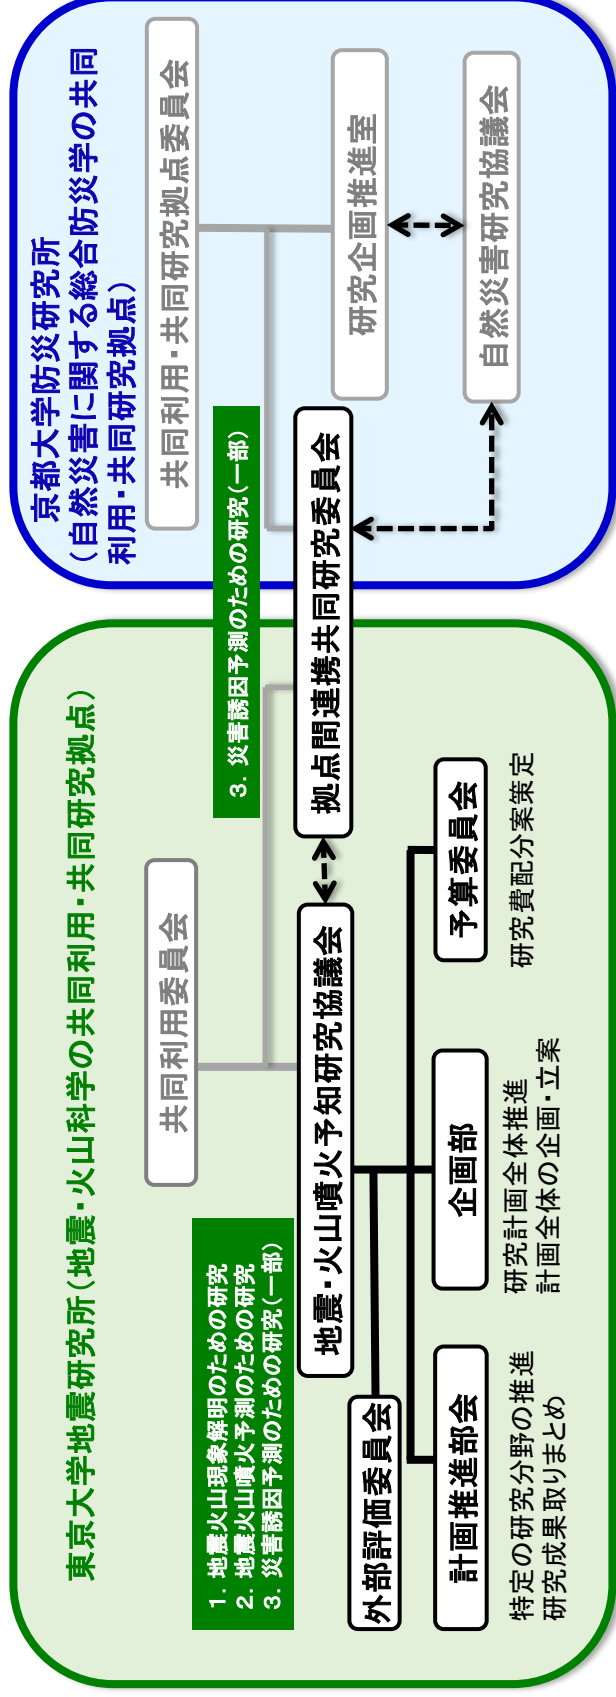 東京大学地震研究所(地震・火山科学の共同利用・共同研究拠点)
共同利用委員会
1. 地震火山現象解明のための研究
2. 地震火山噴火予測のための研究
3. 災害誘因予測のための研究(一部)
地震・火山噴火予知研究協議会
外部評価委員会
計画推進部会
特定の研究分野の推進
研究成果取りまとめ
企画部
研究計画全体推進
計画全体の企画・立案
予算委員会
研究費配分案策定
3. 災害誘因予測のための研究(一部)
拠点間連携共同研究委員会
京都大学防災研究所
(自然災害に関する総合防災学の共同
利用・共同研究拠点)
共同利用・共同研究拠点委員会
研究企画推進室
自然災害研究協議会